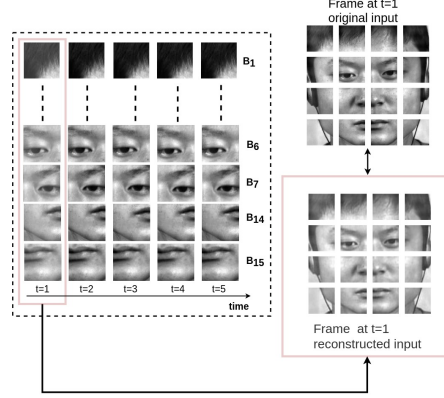 Frame at t=1
original input
B1
B6
B7
B14
B15
t=1 t=2 t=3 t=4 t=5
time
Frame at t=1
reconstructed input